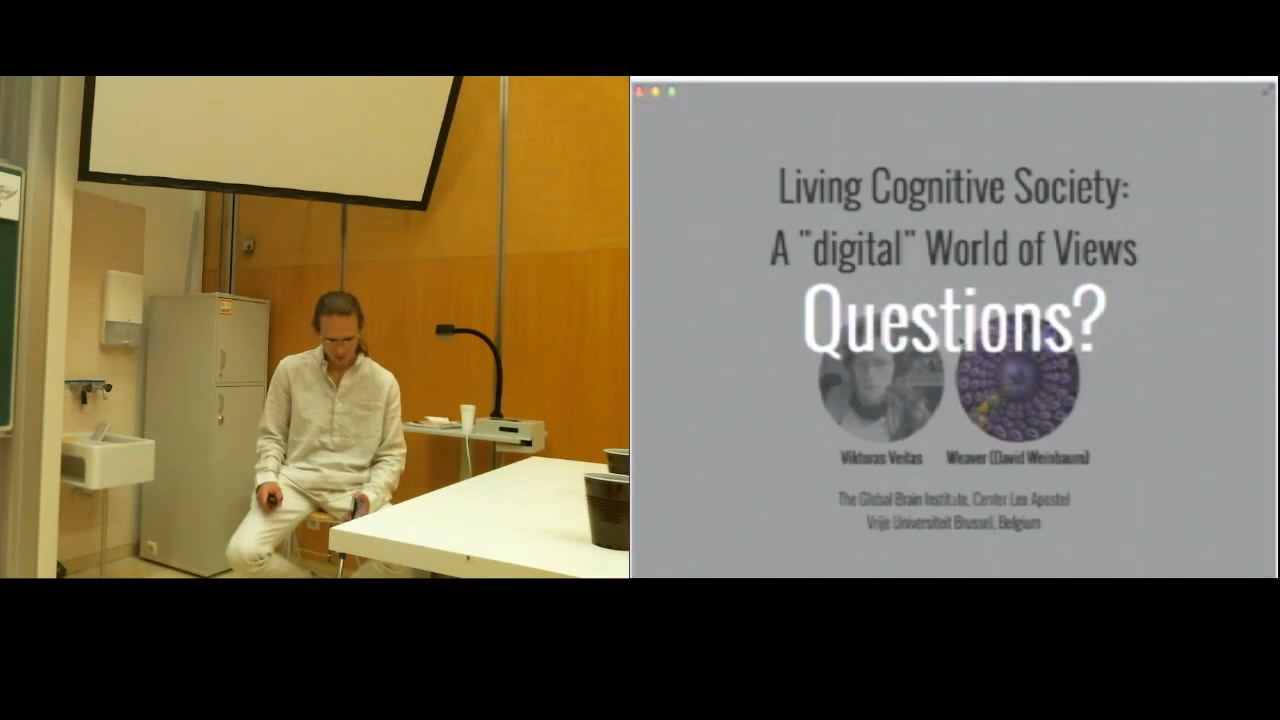 Living Cognitive Society:
A "digital" World of Views
Questions?
Viktoras Veitas
Weaver (David Weinbaum)
The Global Brain Institute, Center Leo Apostel
Vrije Universiteit Brussel, Belgium